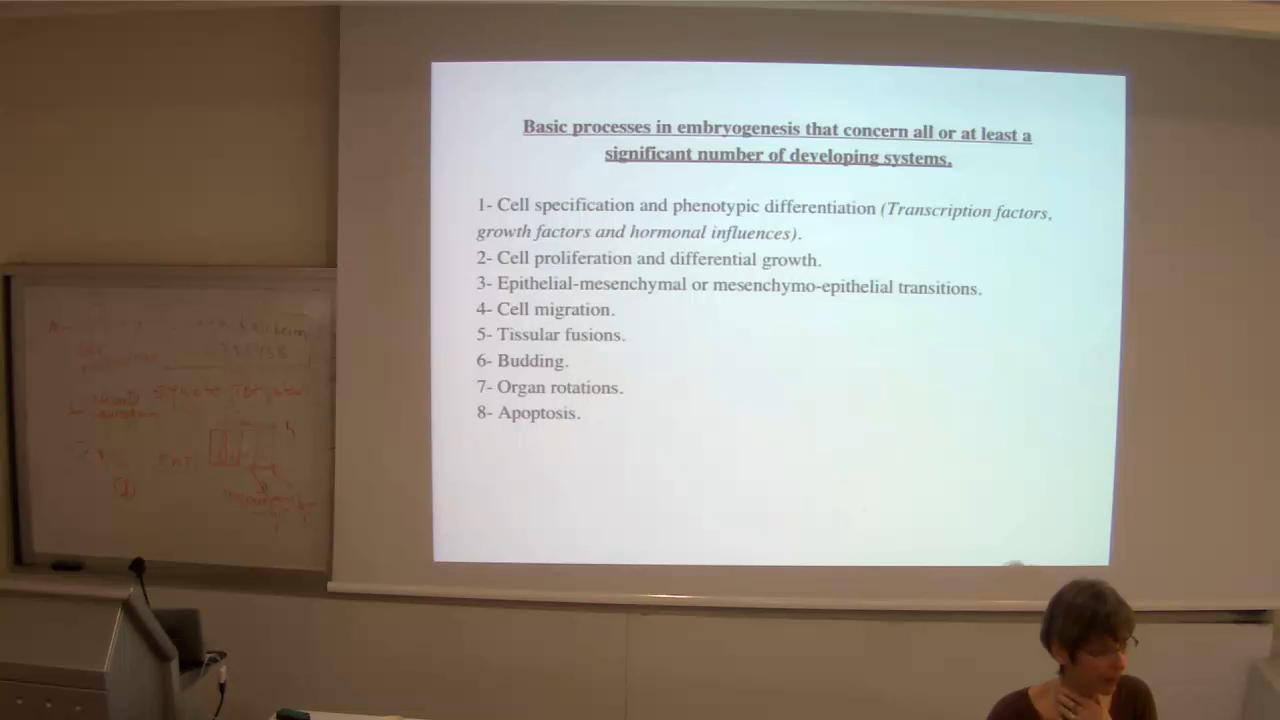 Basic processes in embryogenesis that concern all or at least a
significant number of developing systems.
1- Cell specification and phenotypic differentiation (Transcription factors,
growth factors and hormonal influences).
2- Cell proliferation and differential growth.
3- Epithelial-mesenchymal or mesenchymo-epithelial transitions.
4- Cell migration.
5- Tissular fusions.
6- Budding.
7- Organ rotations.
8- Apoptosis.